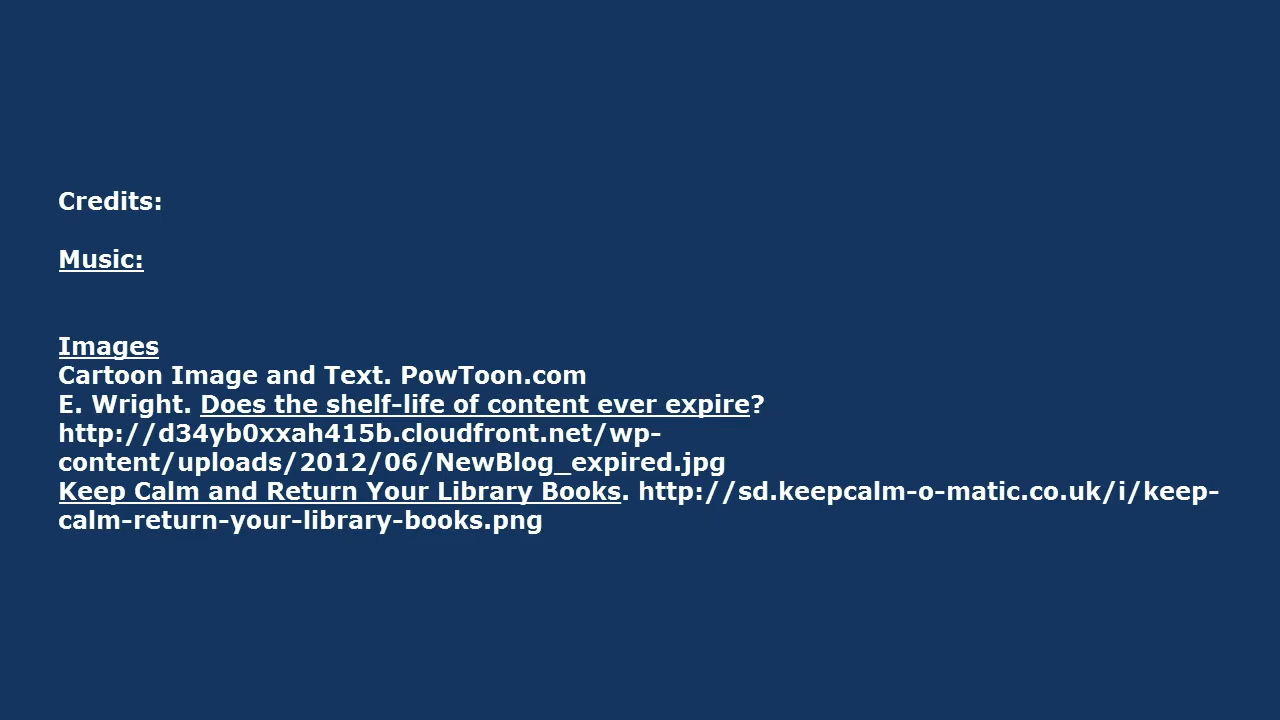 Credits:
Music:
Images
Cartoon Image and Text. PowToon.com
E. Wright. Does the shelf-life of content ever expire?
http://d34yb0xxah415b.cloudfront.net/wp-
content/uploads/2012/06/NewBlog_expired.jpg
Keep Calm and Return Your Library Books. http://sd.keepcalm-o-matic.co.uk/i/keep-
calm-return-your-library-books.png